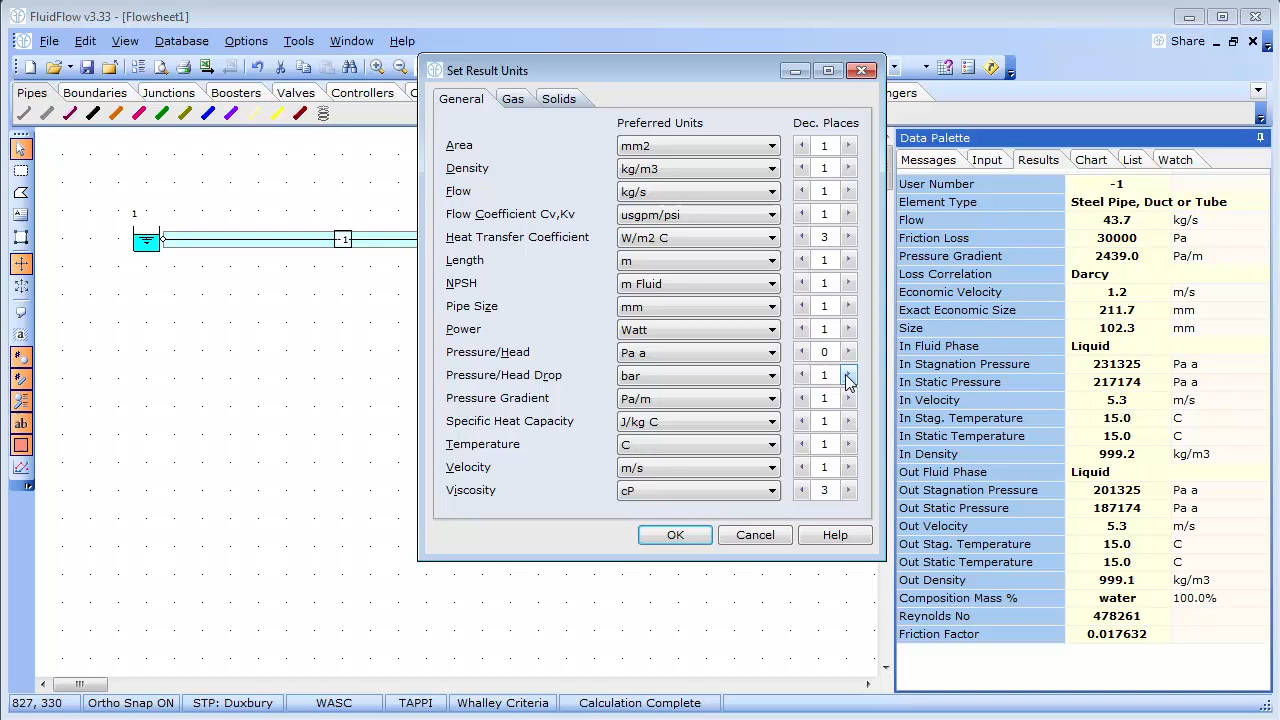 FluidFlow v3.33 - [Flowsheet1]
File Edit View Database Options Tools Window Help
Share
Pipes Boundaries Junctions Boosters Valves Controllers
Set Result Units
General Gas Solids
Preferred Units Dec. Places
Area mm2 1
Density kg/m3 1
Flow kg/s 1
Flow Coefficient Cv,Kv usgpm/psi 1
Heat Transfer Coefficient W/m2 C 3
Length m 1
NPSH m Fluid 1
Pipe Size mm 1
Power Watt 1
Pressure/Head Pa a 0
Pressure/Head Drop bar 1
Pressure Gradient Pa/m 1
Specific Heat Capacity J/kg C 1
Temperature C 1
Velocity m/s 1
Viscosity cP 3
OK Cancel Help
1
-1
A
a
ab
Data Palette
Messages Input Results Chart List Watch
User Number -1
Element Type Steel Pipe, Duct or Tube
Flow 43.7 kg/s
Friction Loss 30000 Pa
Pressure Gradient 2439.0 Pa/m
Loss Correlation Darcy
Economic Velocity 1.2 m/s
Exact Economic Size 211.7 mm
Size 102.3 mm
In Fluid Phase Liquid
In Stagnation Pressure 231325 Pa a
In Static Pressure 217174 Pa a
In Velocity 5.3 m/s
In Stag. Temperature 15.0 C
In Static Temperature 15.0 C
In Density 999.2 kg/m3
Out Fluid Phase Liquid
Out Stagnation Pressure 201325 Pa a
Out Static Pressure 187174 Pa a
Out Velocity 5.3 m/s
Out Stag. Temperature 15.0 C
Out Static Temperature 15.0 C
Out Density 999.1 kg/m3
Composition Mass % water 100.0%
Reynolds No 478261
Friction Factor 0.017632
827, 330 Ortho Snap ON STP: Duxbury WASC TAPPI Whalley Criteria Calculation Complete